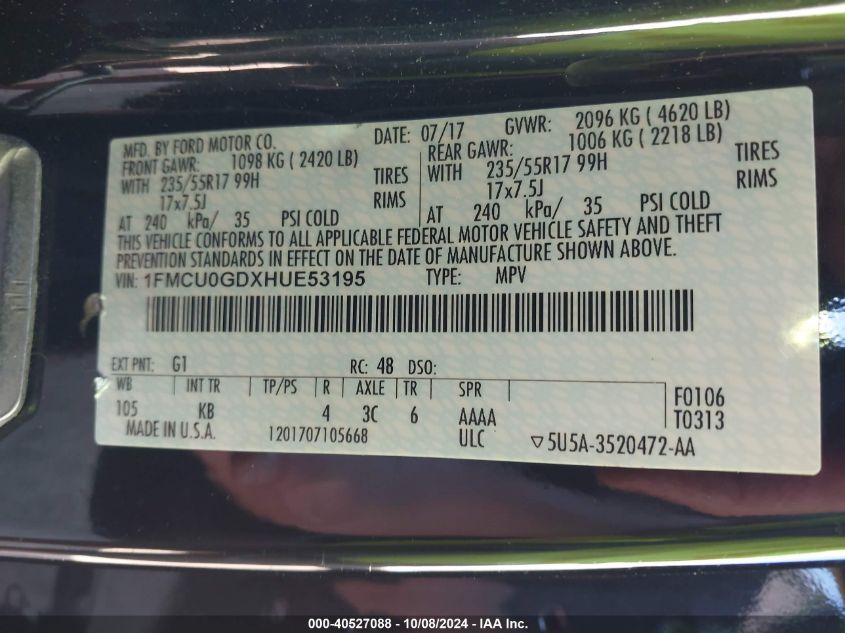 MFD. BY FORD MOTOR CO. DATE: 07/17 GVWR: 2096 KG ( 4620 LB)
FRONT GAWR: 1098 KG ( 2420 LB) REAR GAWR: 1006 KG ( 2218 LB)
WITH 235/55R17 99H TIRES WITH 235/55R17 99H TIRES
17x7.5J RIMS 17x7.5J RIMS
AT 240 kPa/ 35 PSI COLD AT 240 kPa/ 35 PSI COLD
THIS VEHICLE CONFORMS TO ALL APPLICABLE FEDERAL MOTOR VEHICLE SAFETY AND THEFT
PREVENTION STANDARDS IN EFFECT ON THE DATE OF MANUFACTURE SHOWN ABOVE.
VIN: 1FMCU0GDXHUE53195 TYPE: MPV
EXT PNT: G1 RC: 48 DSO:
WB INT TR TP/PS R AXLE TR SPR F0106
105 KB 4 3C 6 AAAA T0313
MADE IN U.S.A. 1201707105668 ULC ▽5U5A-3520472-AA
000-40527088 - 10/08/2024 - IAA Inc.